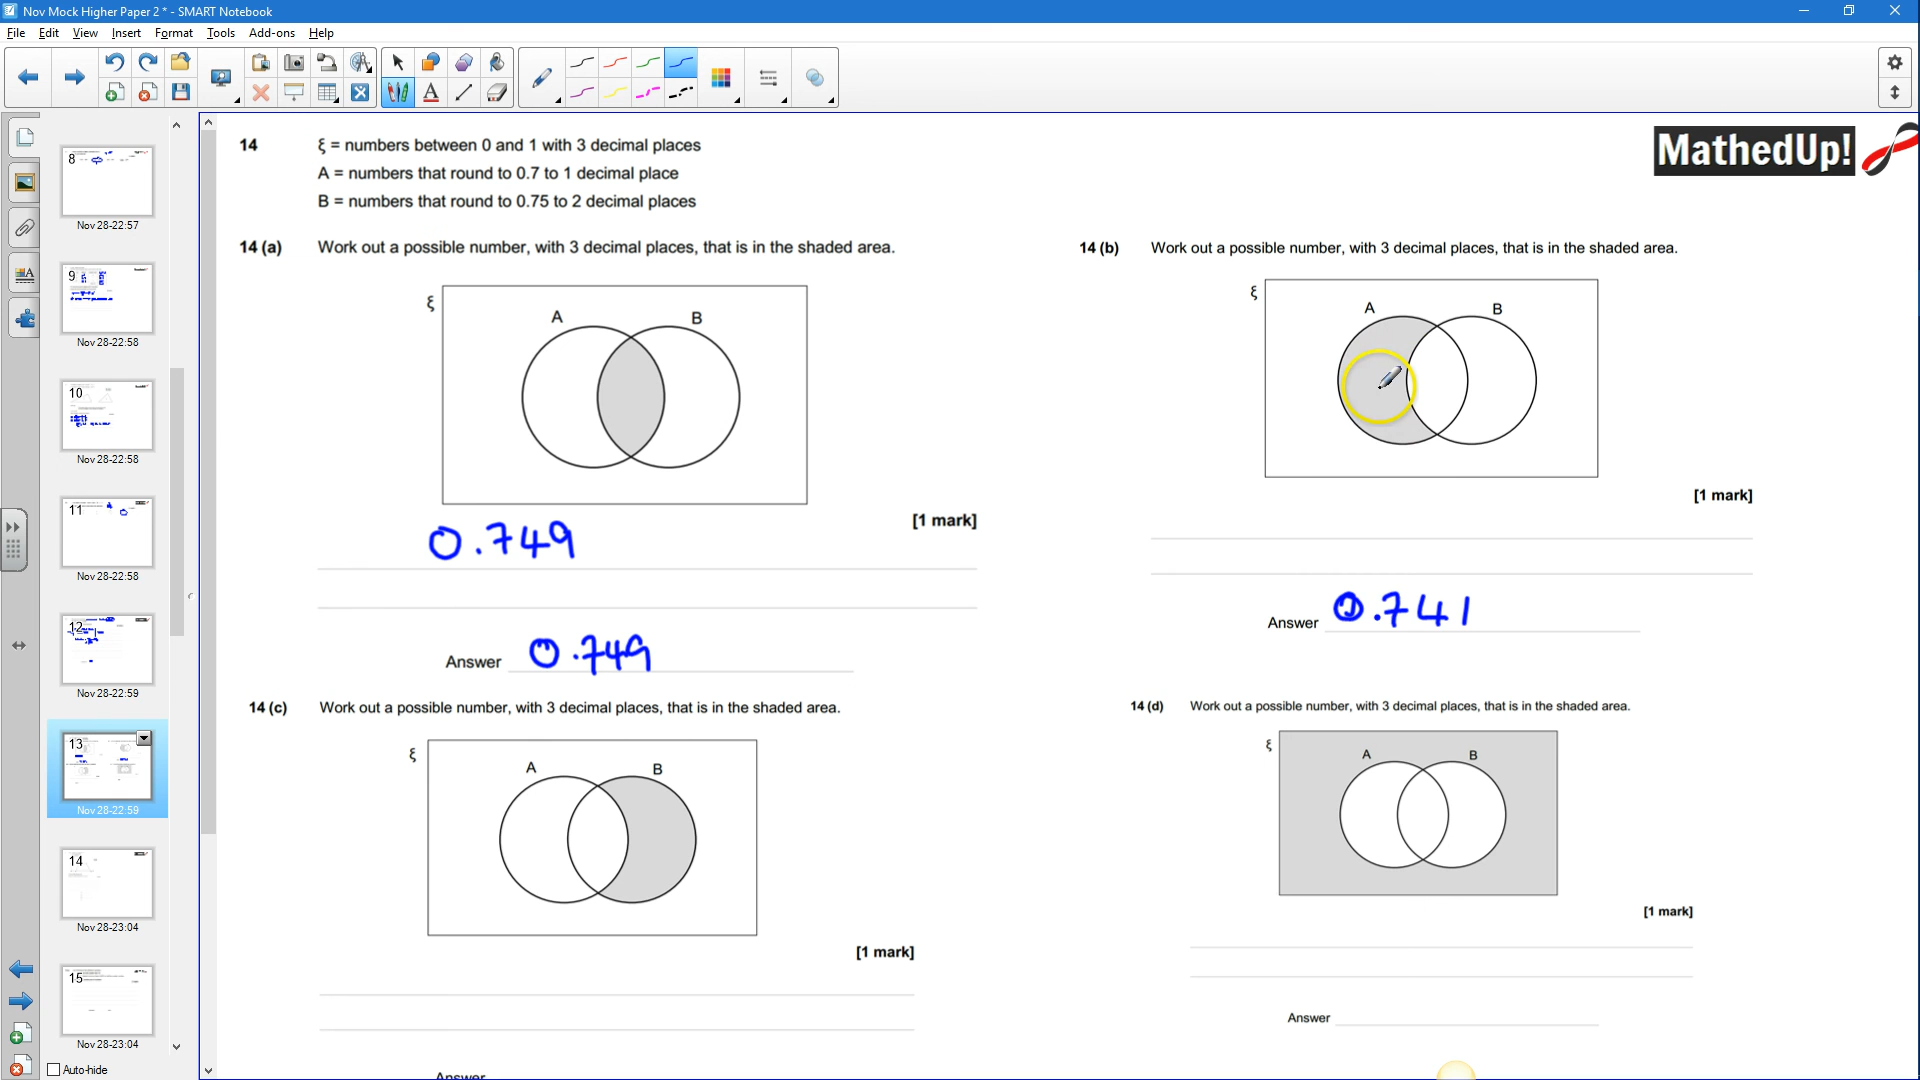 Nov Mock Higher Paper 2 * - SMART Notebook
File Edit View Insert Format Tools Add-ons Help
8
Nov 28-22:57
9
Nov 28-22:58
10
Nov 28-22:58
11
Nov 28-22:58
12
Nov 28-22:59
13
Nov 28-22:59
14
Nov 28-23:04
15
Nov 28-23:04
Auto-hide
MathedUp!
14 ξ = numbers between 0 and 1 with 3 decimal places
A = numbers that round to 0.7 to 1 decimal place
B = numbers that round to 0.75 to 2 decimal places
14 (a) Work out a possible number, with 3 decimal places, that is in the shaded area.
ξ
A B
[1 mark]
0.749
Answer 0.749
14 (b) Work out a possible number, with 3 decimal places, that is in the shaded area.
ξ
A B
[1 mark]
Answer 0.741
14 (c) Work out a possible number, with 3 decimal places, that is in the shaded area.
ξ
A B
[1 mark]
Answer
14 (d) Work out a possible number, with 3 decimal places, that is in the shaded area.
ξ
A B
[1 mark]
Answer